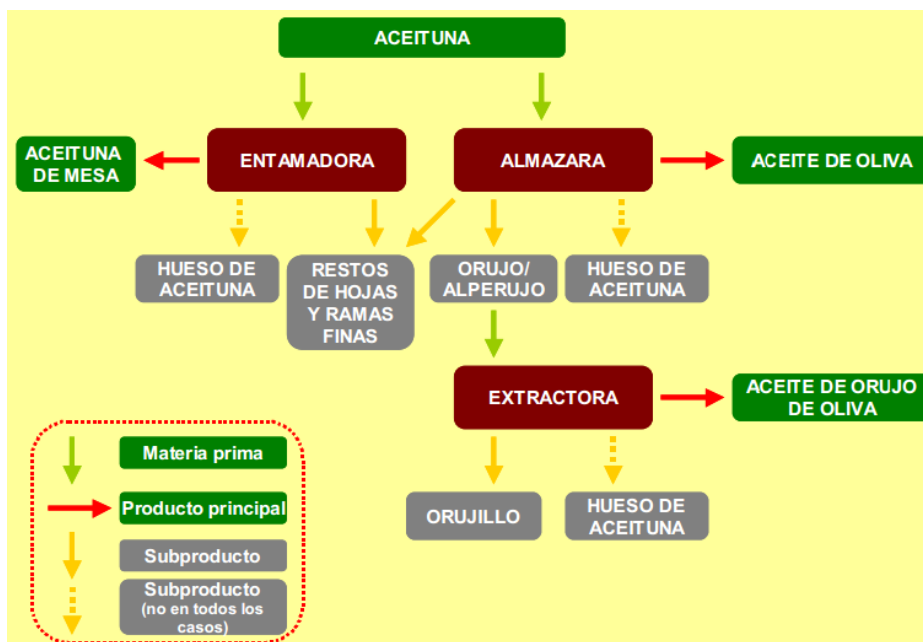 ACEITUNA
ACEITUNA
DE MESA
ENTAMADORA
ALMAZARA
ACEITE DE OLIVA
HUESO DE
ACEITUNA
RESTOS
DE HOJAS
Y RAMAS
FINAS
ORUJO/
ALPERUJO
HUESO DE
ACEITUNA
EXTRACTORA
ACEITE DE ORUJO
DE OLIVA
ORUJILLO
HUESO DE
ACEITUNA
Materia prima
Producto principal
Subproducto
Subproducto
(no en todos los
casos)